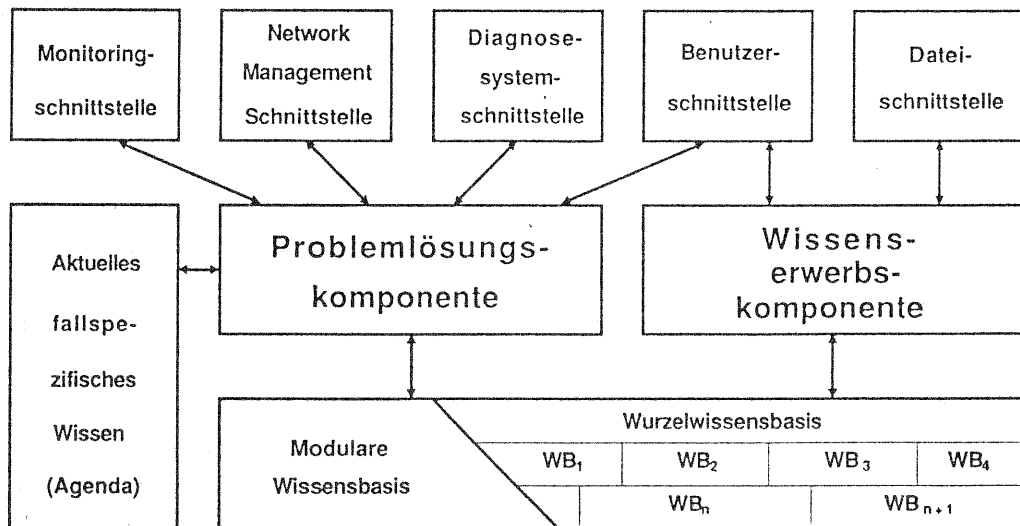 Monitoring-
schnittstelle
Network
Management
Schnittstelle
Diagnose-
system-
schnittstelle
Benutzer-
schnittstelle
Datei-
schnittstelle
Aktuelles
fallspe-
zifisches
Wissen
(Agenda)
Problemlösungs-
komponente
Wissens-
erwerbs-
komponente
Modulare
Wissensbasis
Wurzelwissensbasis
WB₁ WB₂ WB₃ WB₄
WBₙ WBₙ₊₁